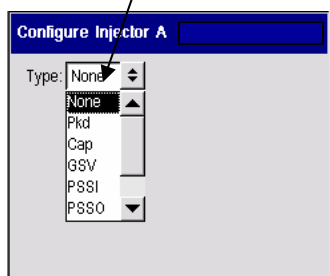 Configure Injector A
Type: None
None
Pkd
Cap
GSV
PSSI
PSSO